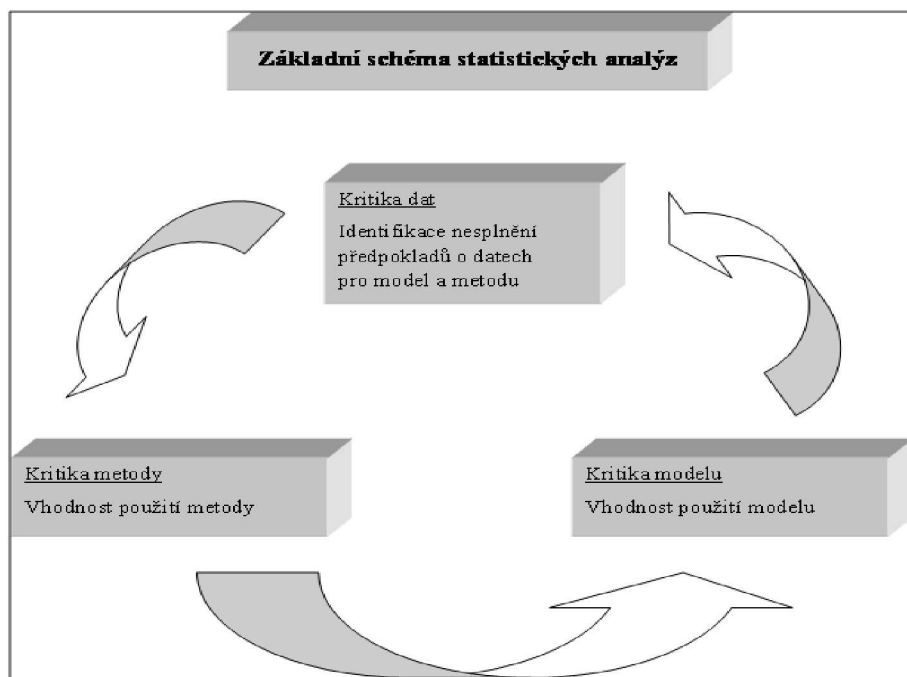 Základní schéma statistických analýz
Kritika dat
Identifikace nesplnění
předpokladů o datech
pro model a metodu
Kritika metody
Vhodnost použití metody
Kritika modelu
Vhodnost použití modelu